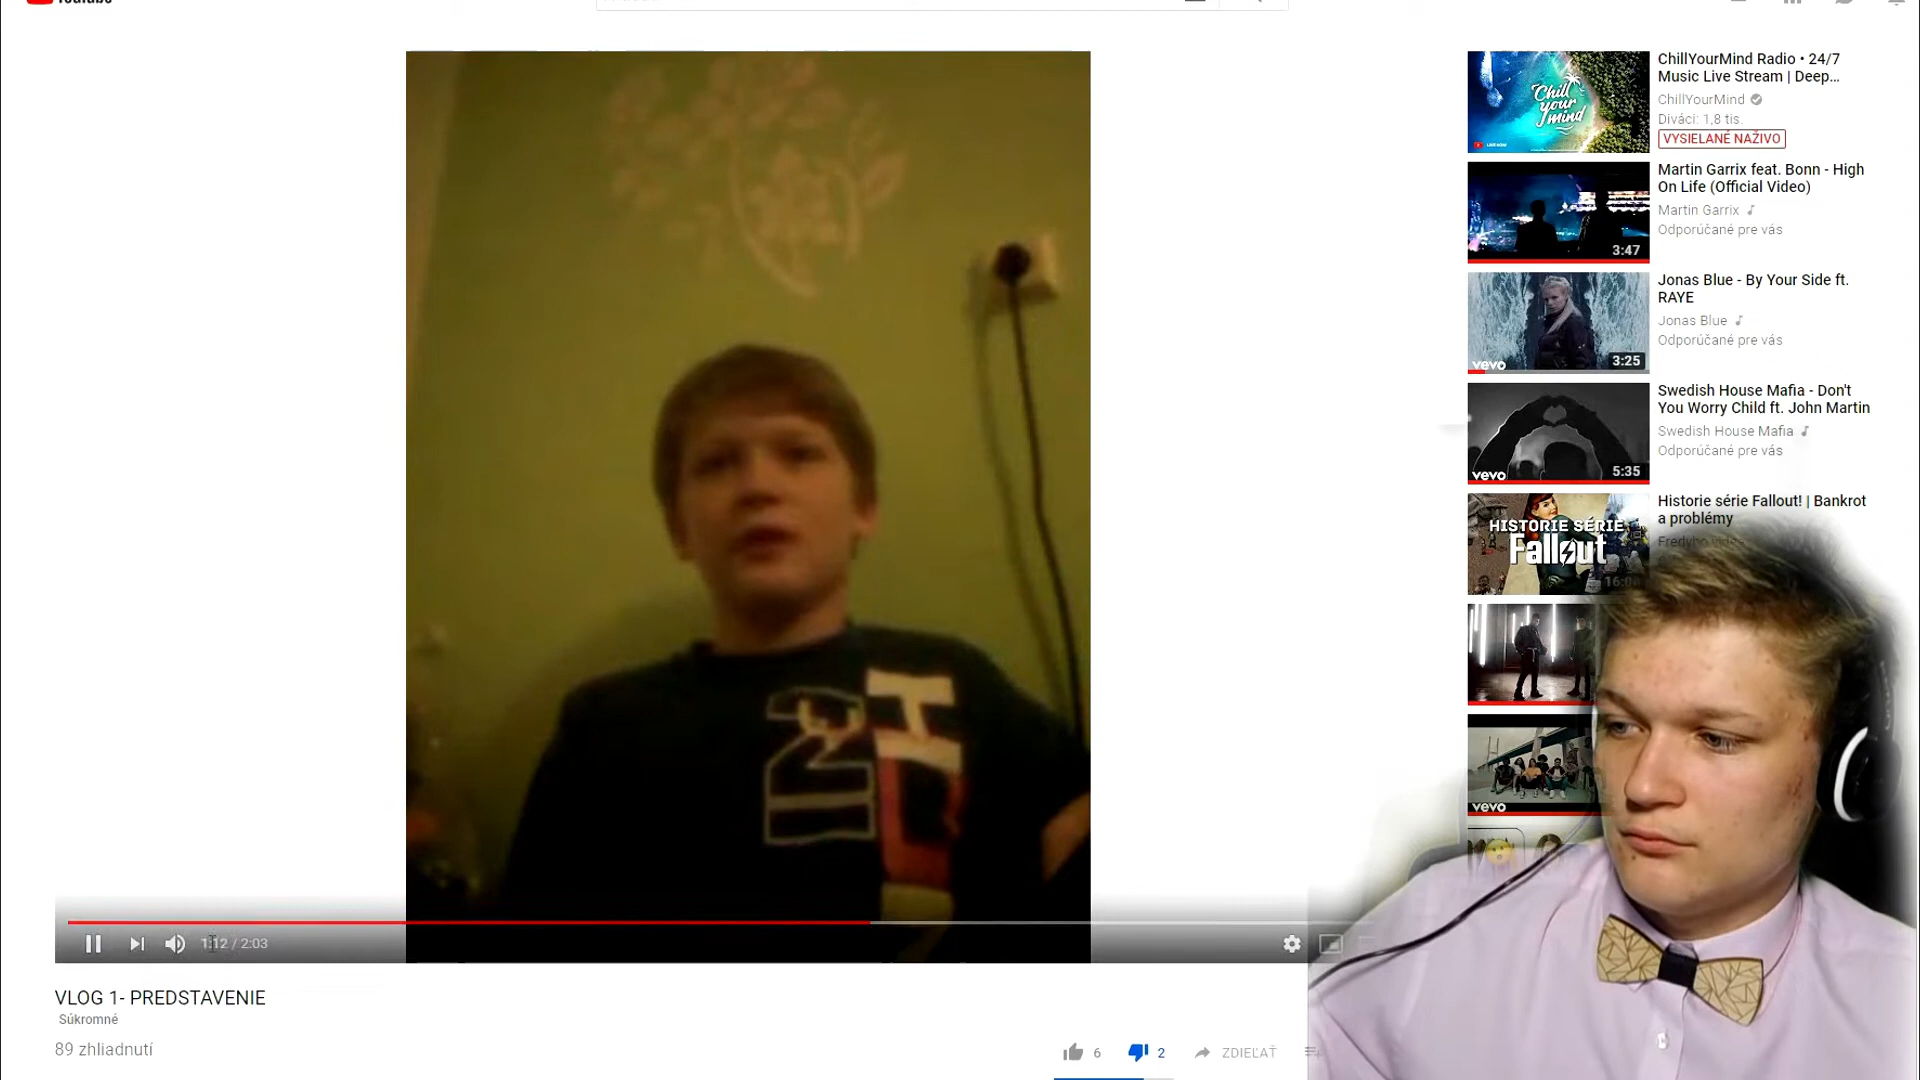 YouTube
ChillYourMind Radio • 24/7
Music Live Stream | Deep...
ChillYourMind
Diváci: 1,8 tis.
VYSIELANÉ NAŽIVO
Chill
your
mind
Martin Garrix feat. Bonn - High
On Life (Official Video)
Martin Garrix
Odporúčané pre vás
3:47
Jonas Blue - By Your Side ft.
RAYE
Jonas Blue
Odporúčané pre vás
3:25
vevo
Swedish House Mafia - Don't
You Worry Child ft. John Martin
Swedish House Mafia
Odporúčané pre vás
5:35
vevo
Historie série Fallout! | Bankrot
a problémy
HISTORIE SÉRIE
Fallout
vevo
1:12 / 2:03
VLOG 1- PREDSTAVENIE
Súkromné
89 zhliadnutí
6
2
ZDIEĽAŤ